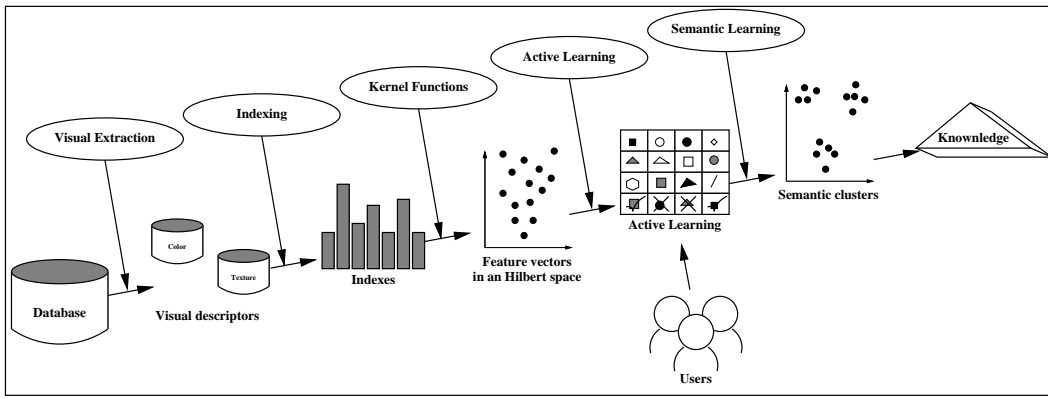 Visual Extraction
Indexing
Kernel Functions
Active Learning
Semantic Learning
Database
Color
Texture
Visual descriptors
Indexes
Feature vectors
in an Hilbert space
Active Learning
Users
Semantic clusters
Knownledge